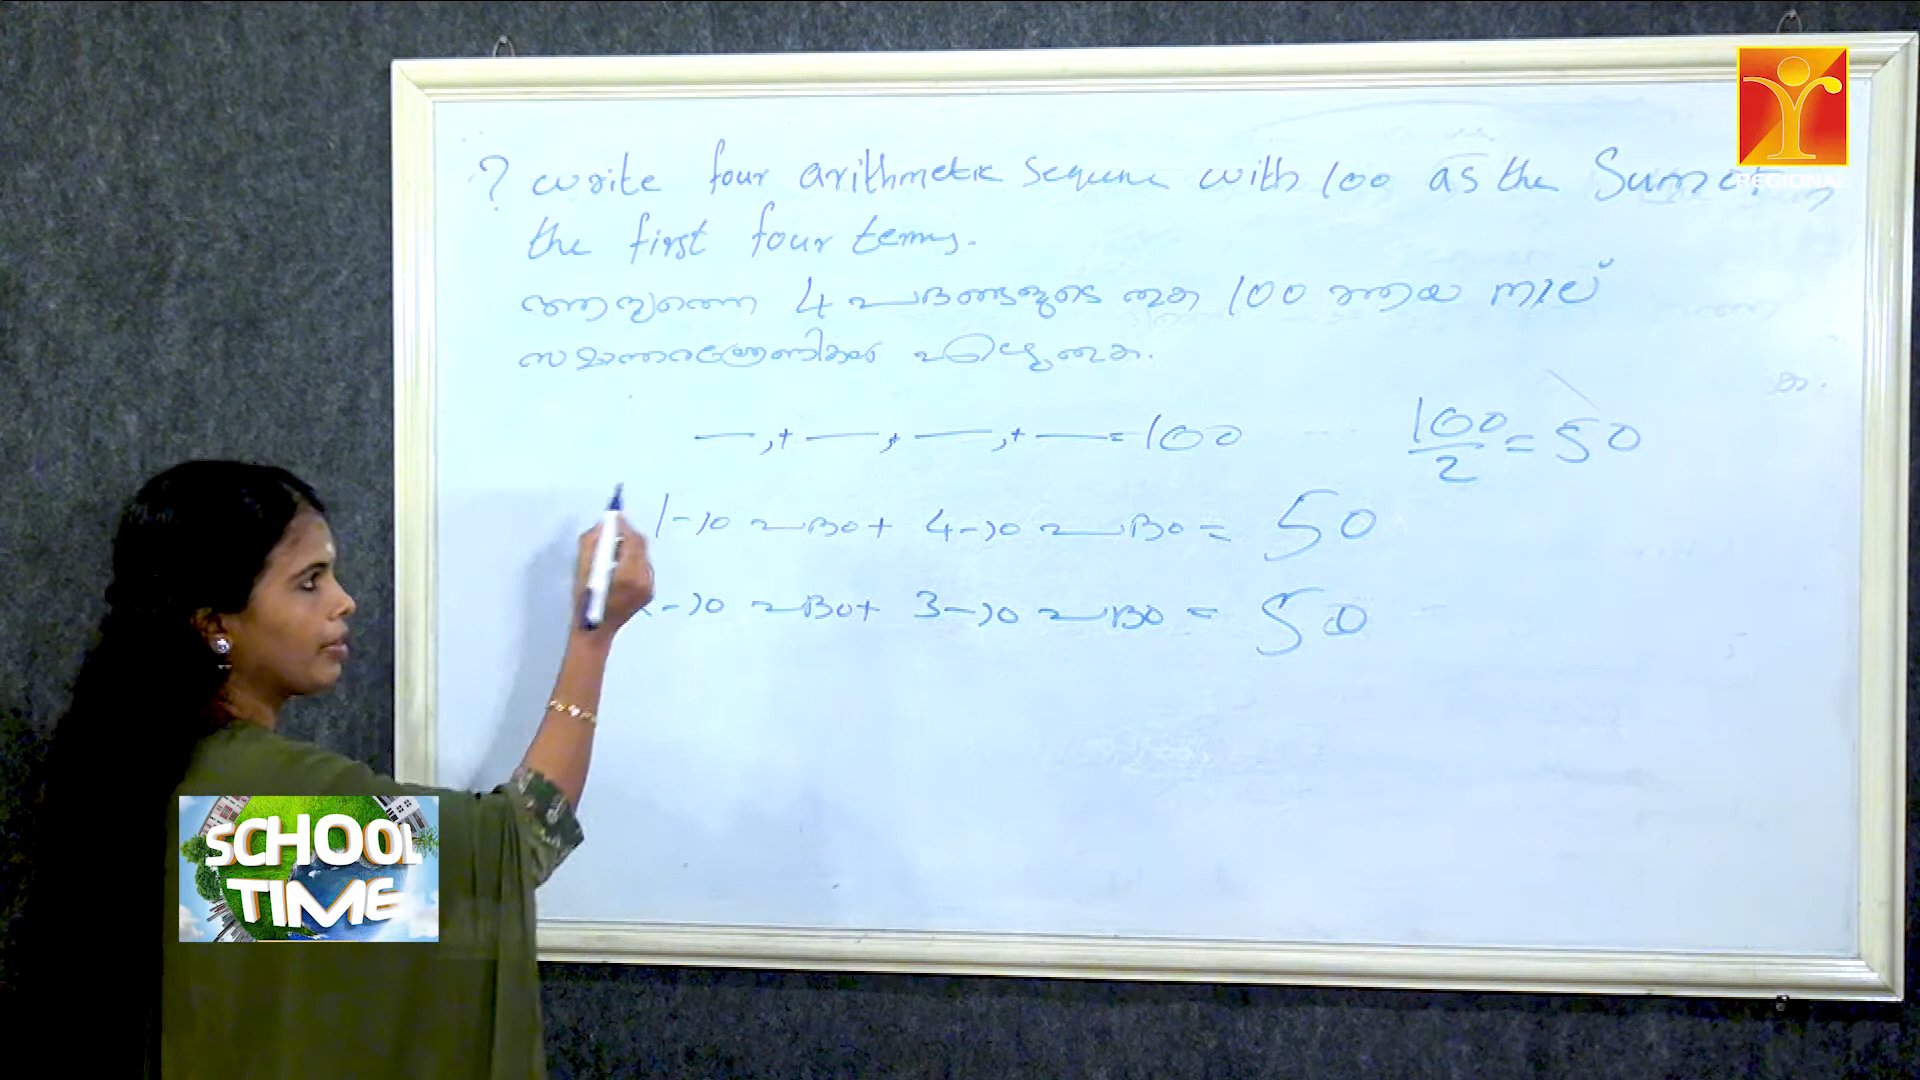 ? write four arithmetic sequence with 100 as the Sum of
the first four terms.
ആദ്യത്തെ 4 പദങ്ങളുടെ തുക 100 ആയ നാല്
സമാന്തരശ്രേണികൾ എഴുതുക.
—,+ —,+ —,+ — = 100
100/2 = 50
1-ാം പദം + 4-ാം പദം = 50
-ാം പദം + 3-ാം പദം = 50
REGIONAL
SCHOOL
TIME